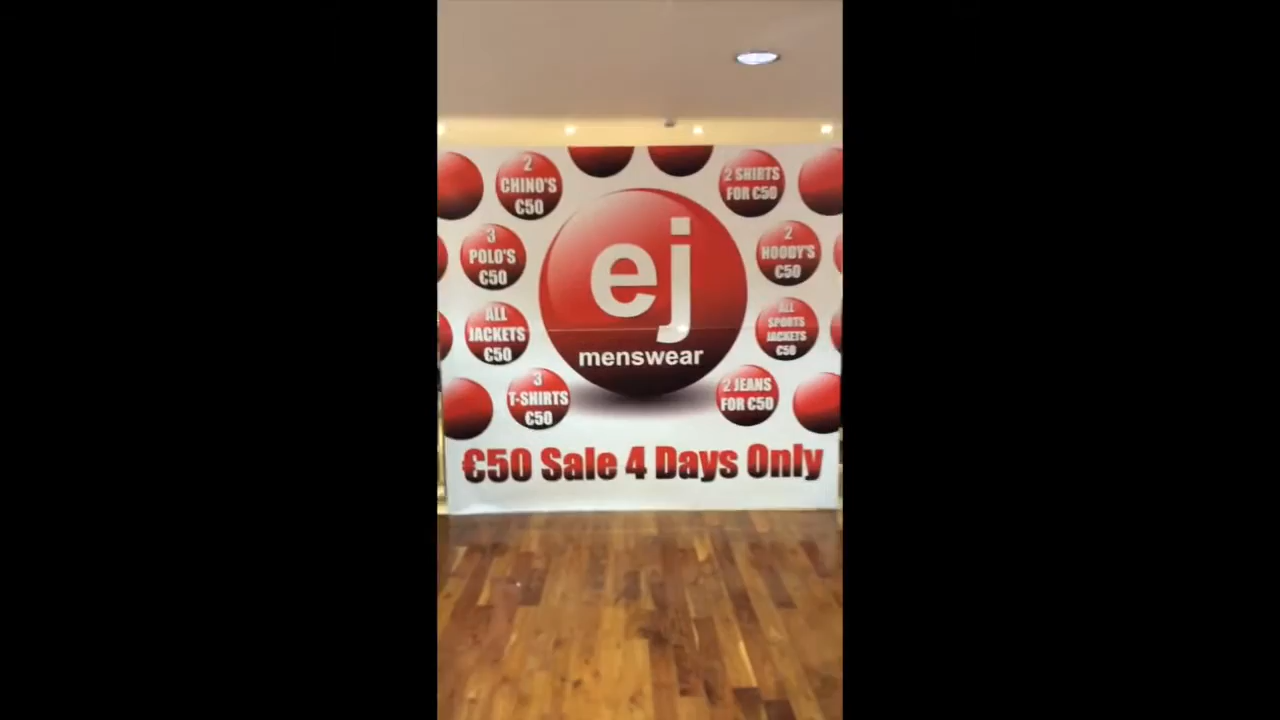 2
CHINO'S
€50
2 SHIRTS
FOR €50
3
POLO'S
€50
2
HOODY'S
€50
ej
menswear
ALL
JACKETS
€50
ALL
SPORTS
JACKETS
€50
3
T-SHIRTS
€50
2 JEANS
FOR €50
€50 Sale 4 Days Only